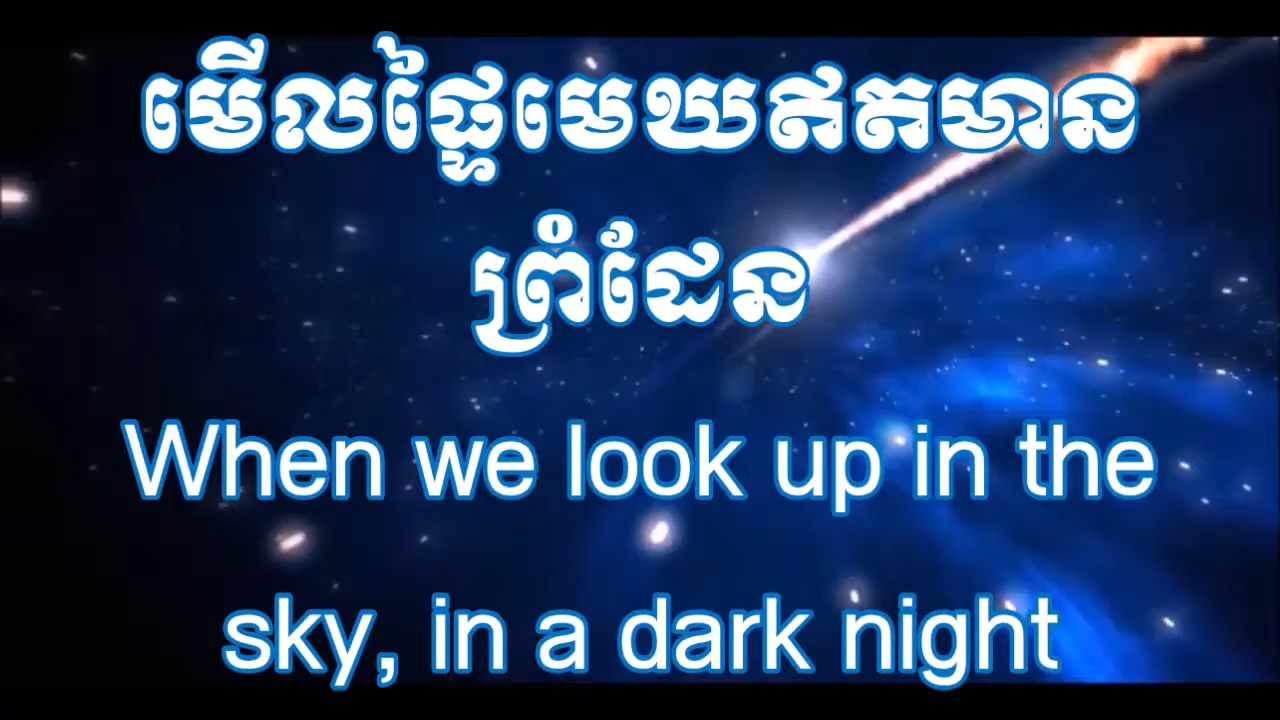 មើលផ្ទៃមេឃឥតមាន
ព្រំដែន
When we look up in the
sky, in a dark night